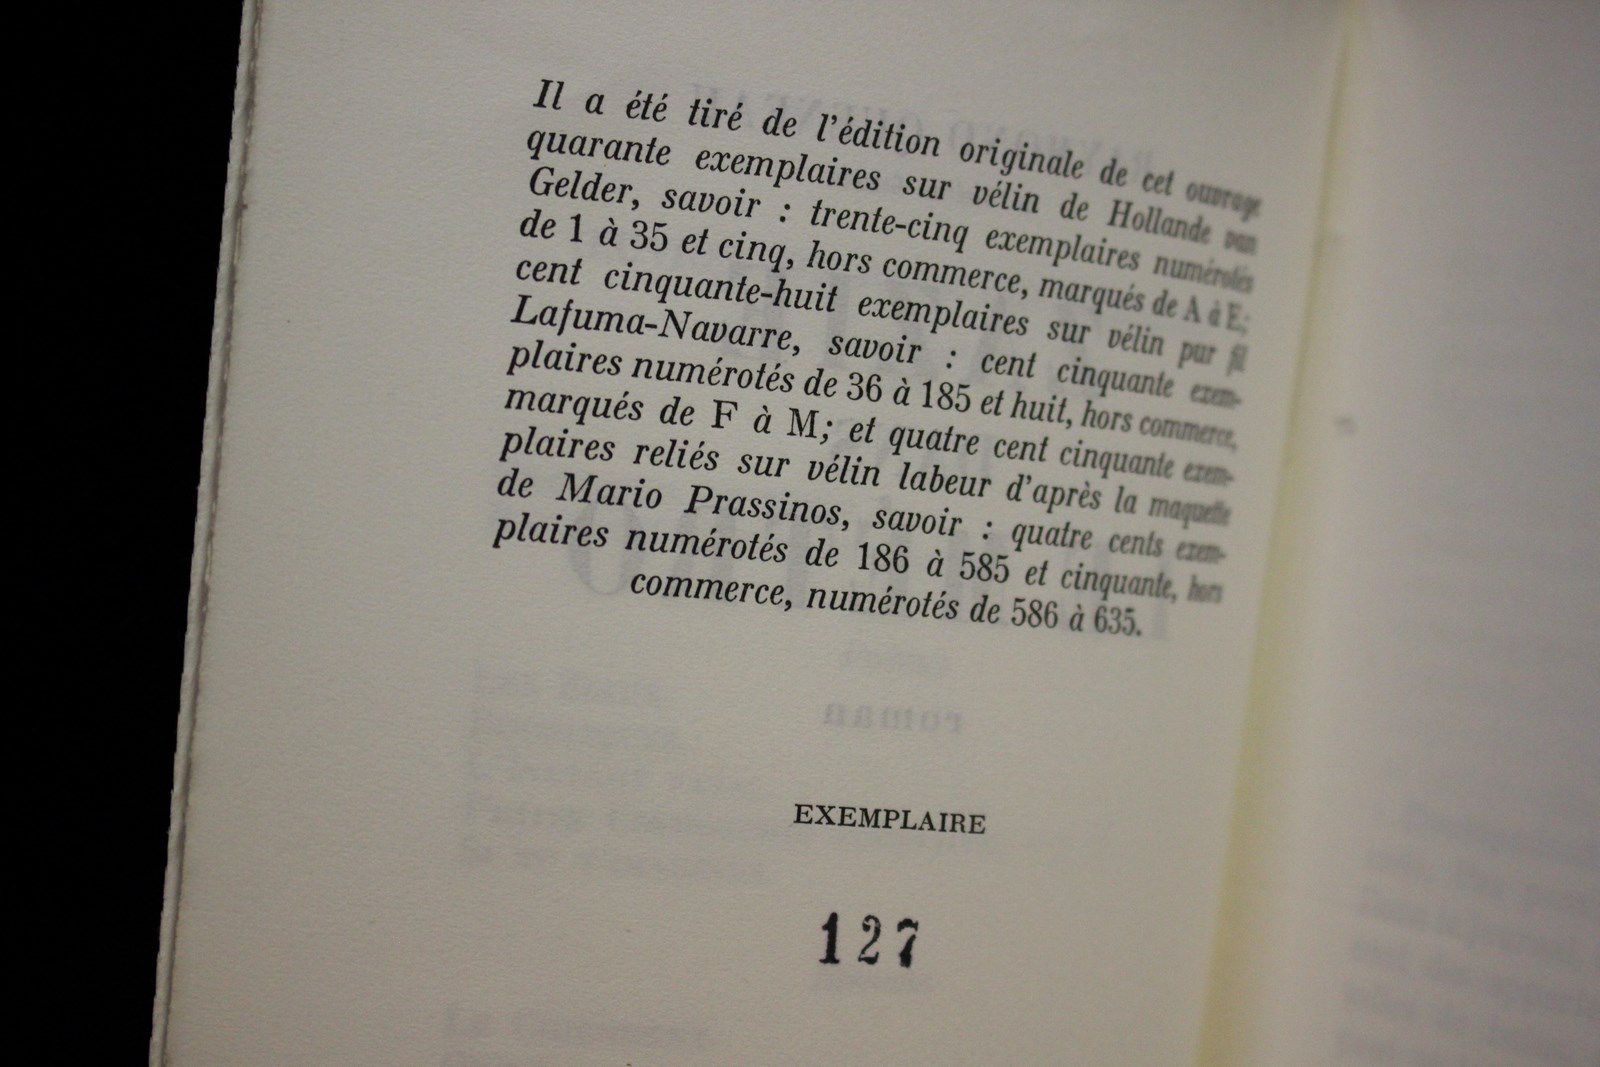 Il a été tiré de l'édition originale de cet ouvrage
quarante exemplaires sur vélin de Hollande van
Gelder, savoir : trente-cinq exemplaires numérotés
de 1 à 35 et cinq, hors commerce, marqués de A à E;
cent cinquante-huit exemplaires sur vélin pur fil
Lafuma-Navarre, savoir : cent cinquante exem-
plaires numérotés de 36 à 185 et huit, hors commerce,
marqués de F à M; et quatre cent cinquante exem-
plaires reliés sur vélin labeur d'après la maquette
de Mario Prassinos, savoir : quatre cents exem-
plaires numérotés de 186 à 585 et cinquante, hors
commerce, numérotés de 586 à 635.
roman
EXEMPLAIRE
127